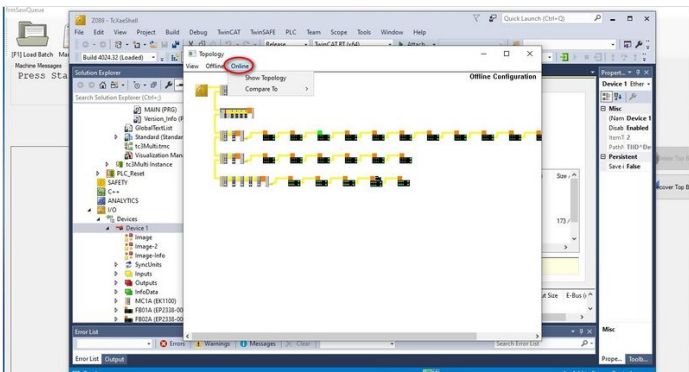 frmSawQueue
Z089 - TcXaeShell
Quick Launch (Ctrl+Q)
File Edit View Project Build Debug TwinCAT TwinSAFE PLC Team Scope Tools Window Help
Release TwinCAT RT (x64) Attach...
Build 4024.32 (Loaded)
[F1] Load Batch
Machine Messages
Press Sta
Solution Explorer
Search Solution Explorer (Ctrl+;)
MAIN (PRG)
Version_Info (P
GlobalTextList
Standard (Standar
tc3Multi.tmc
Visualization Man
tc3Multi Instance
PLC_Reset
SAFETY
C++
ANALYTICS
I/O
Devices
Device 1
Image
Image-2
Image-Info
SyncUnits
Inputs
Outputs
InfoData
MC1A (EK1100)
FB01A (EP2338-00
FB02A (EP2338-00
Topology
View Offline Online
Show Topology
Compare To
Offline Configuration
Size
173 /
ut Size E-Bus (
Propert...
Device 1 Ether
Misc
(Nam Device 1
Disab Enabled
ItemT 2
Persistent
Save i False
Misc
Prope... Toolb...
Error List
Errors Warnings Messages Clear
Search Error List
Error List Output
cover Top B